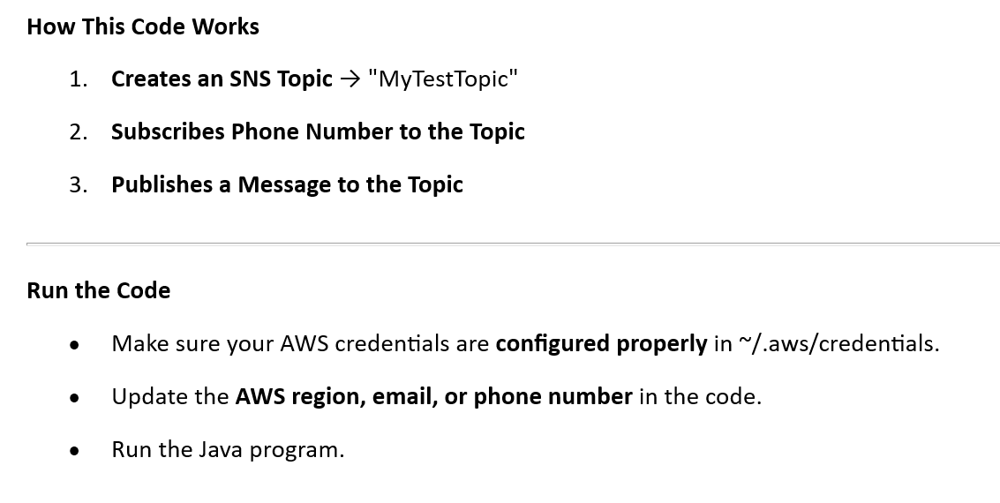 How This Code Works
1. Creates an SNS Topic → "MyTestTopic"
2. Subscribes Phone Number to the Topic
3. Publishes a Message to the Topic
Run the Code
• Make sure your AWS credentials are configured properly in ~/.aws/credentials.
• Update the AWS region, email, or phone number in the code.
• Run the Java program.